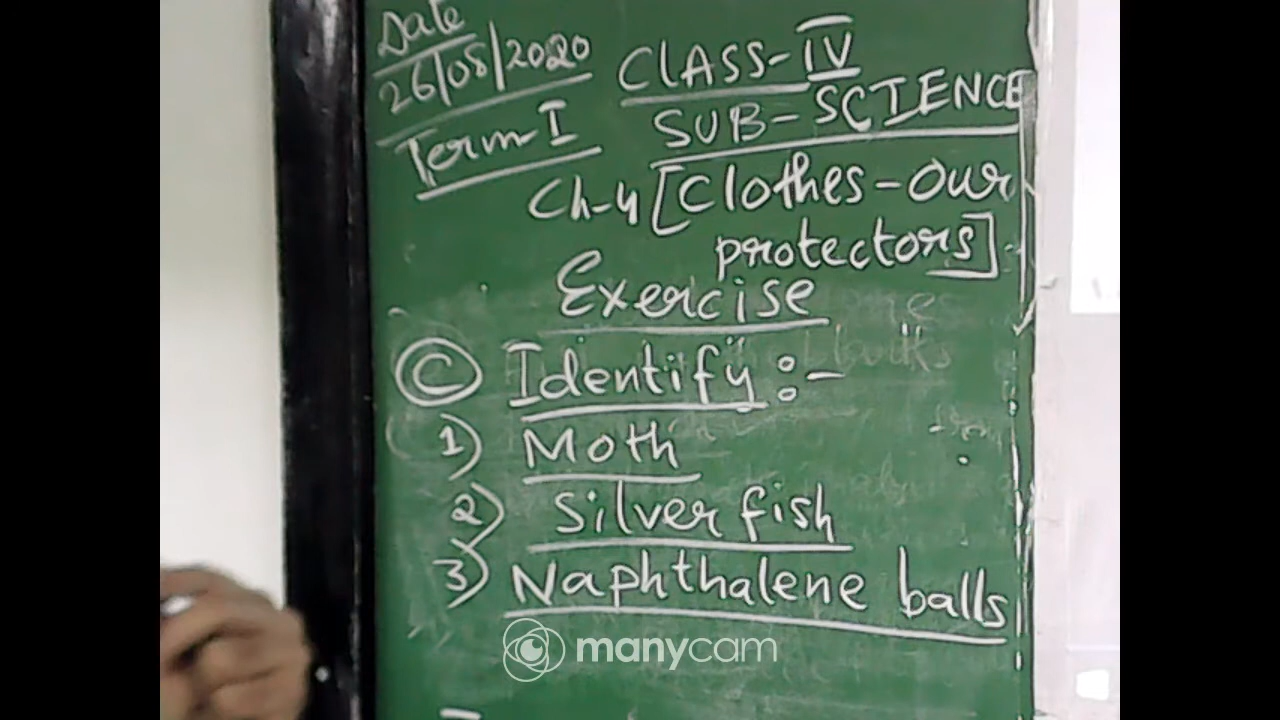 Date
26/08/2020
Term-I
CLASS-IV
SUB-SCIENCE
Ch-4 [Clothes-Our
protectors]
Exercise
C Identify :-
1) Moth
2) Silver fish
3) Naphthalene balls
manycam